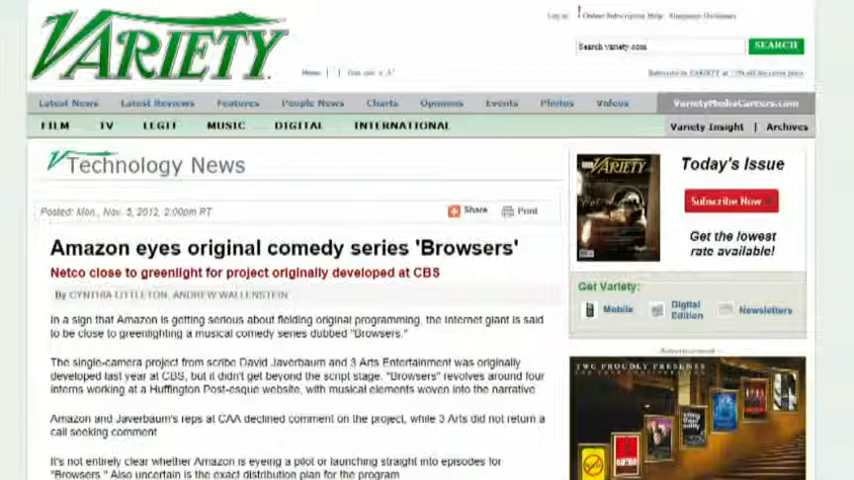 VARIETY
Log in
Online Subscription Help
Home
Search variety.com
SEARCH
Latest News
Latest Reviews
Features
People News
Charts
Opinions
Events
Photos
Videos
VarietyMediaCareers.com
FILM
TV
LEGIT
MUSIC
DIGITAL
INTERNATIONAL
Variety Insight | Archives
Technology News
Posted: Mon., Nov. 5, 2012, 2:00pm PT
Share
Print
Amazon eyes original comedy series 'Browsers'
Netco close to greenlight for project originally developed at CBS
By CYNTHIA LITTLETON, ANDREW WALLENSTEIN
In a sign that Amazon is getting serious about fielding original programming, the Internet giant is said
to be close to greenlighting a musical comedy series dubbed "Browsers."
The single-camera project from scribe David Javerbaum and 3 Arts Entertainment was originally
developed last year at CBS, but it didn't get beyond the script stage. "Browsers" revolves around four
interns working at a Huffington Post-esque website, with musical elements woven into the narrative
Amazon and Javerbaum's reps at CAA declined comment on the project, while 3 Arts did not return a
call seeking comment
It's not entirely clear whether Amazon is eyeing a pilot or launching straight into episodes for
"Browsers." Also uncertain is the exact distribution plan for the program
VARIETY
Today's Issue
Subscribe Now
Get the lowest
rate available!
Get Variety:
Mobile
Digital
Edition
Newsletters
Advertisement
TWC PROUDLY PRESENTS